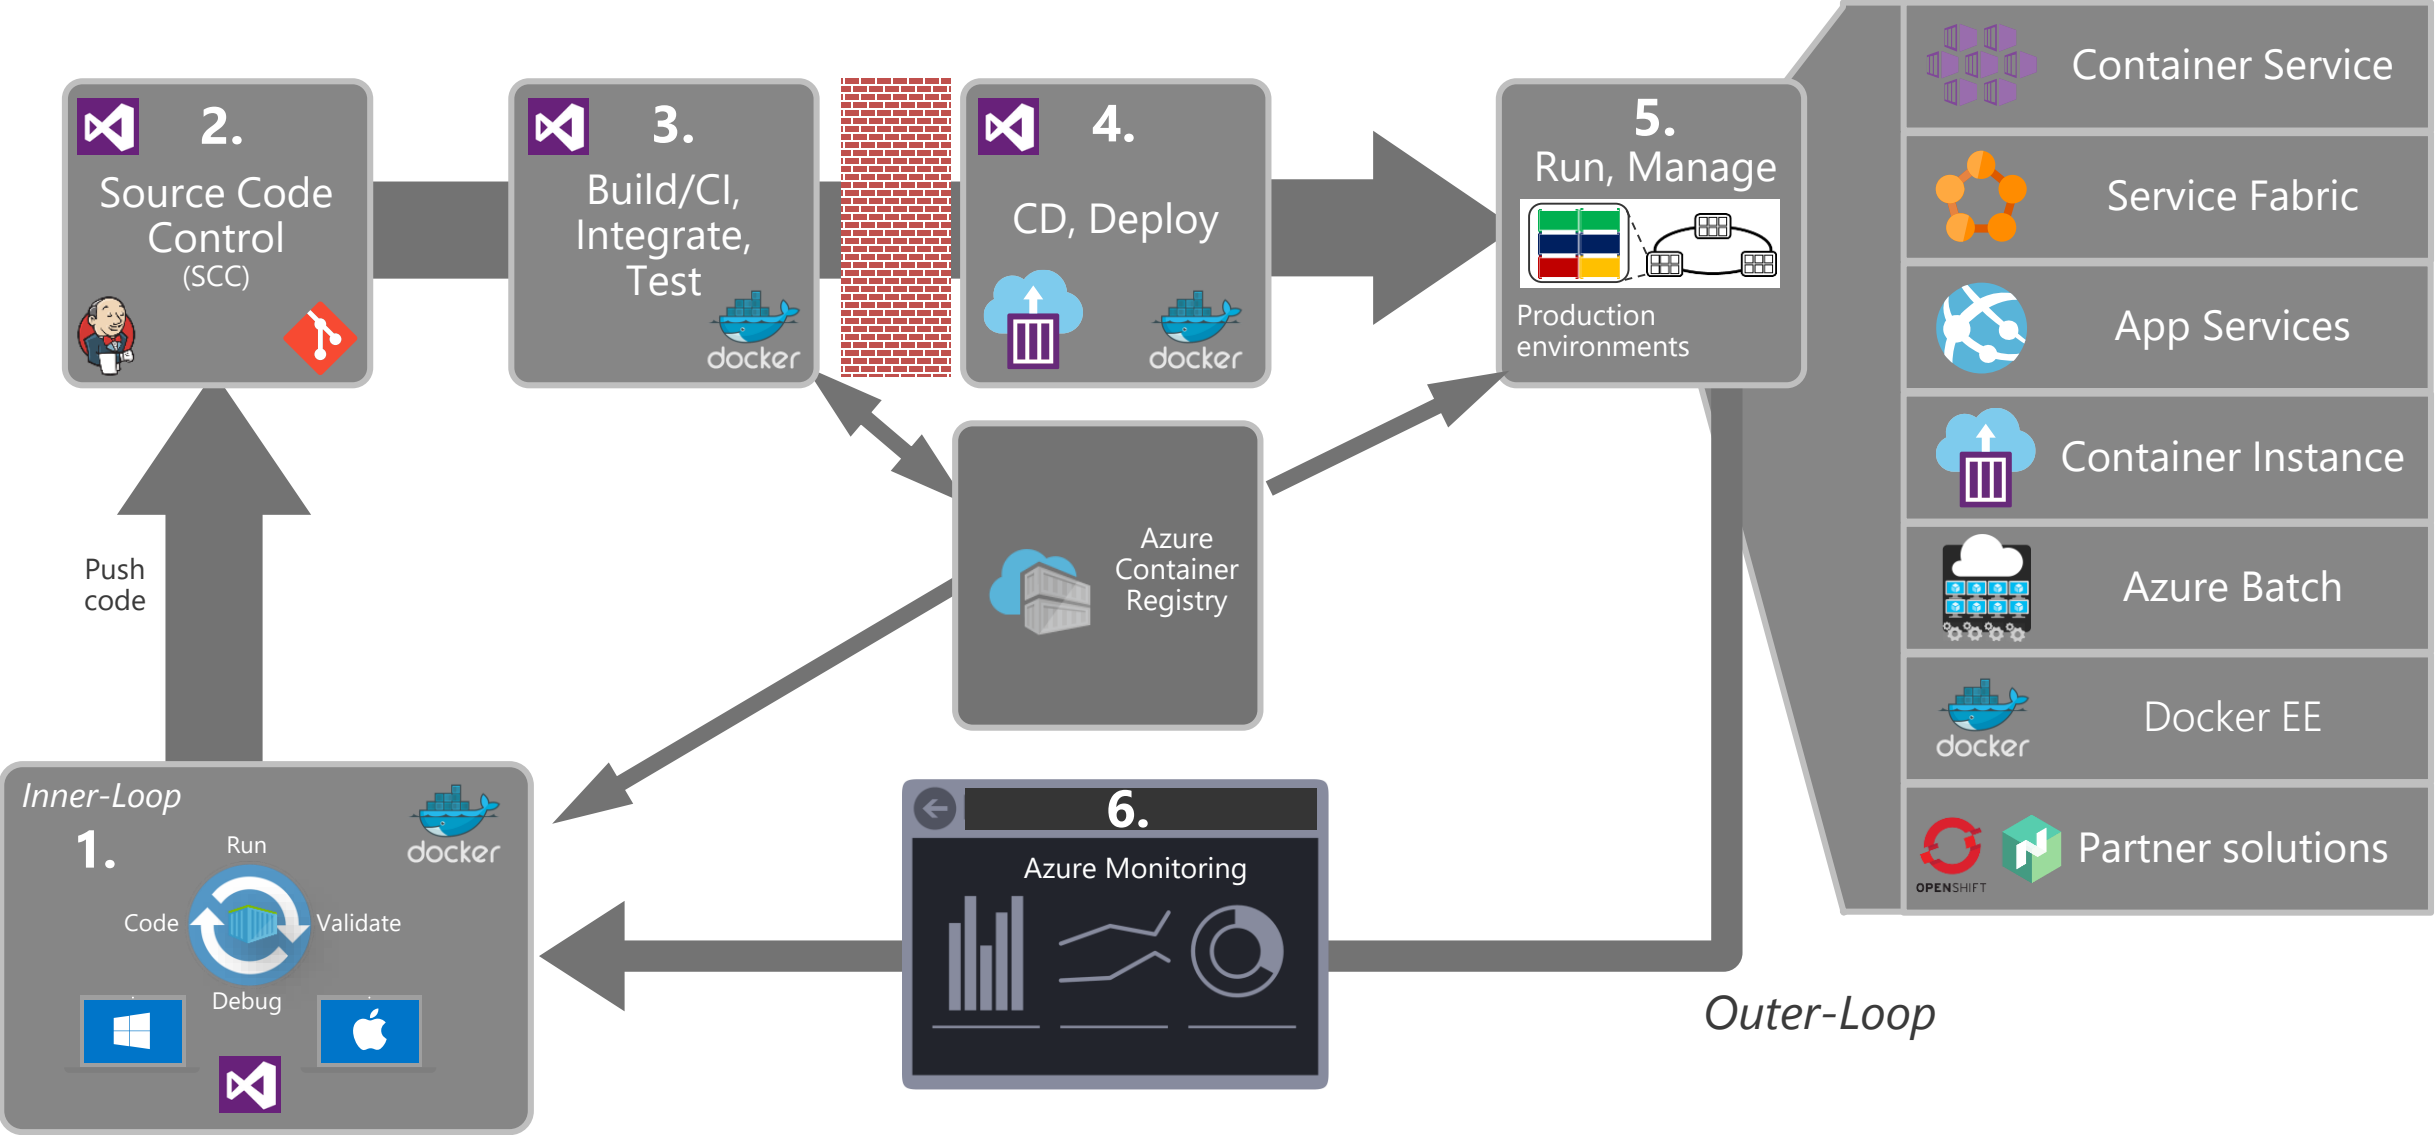 2.
Source Code
Control
(SCC)
3.
Build/CI,
Integrate,
Test
docker
4.
CD, Deploy
docker
5.
Run, Manage
Production
environments
Container Service
Service Fabric
App Services
Container Instance
Azure Batch
docker
Docker EE
OPENSHIFT
Partner solutions
Push
code
Azure
Container
Registry
Inner-Loop
1.
docker
Run
Code
Validate
Debug
6.
Azure Monitoring
Outer-Loop